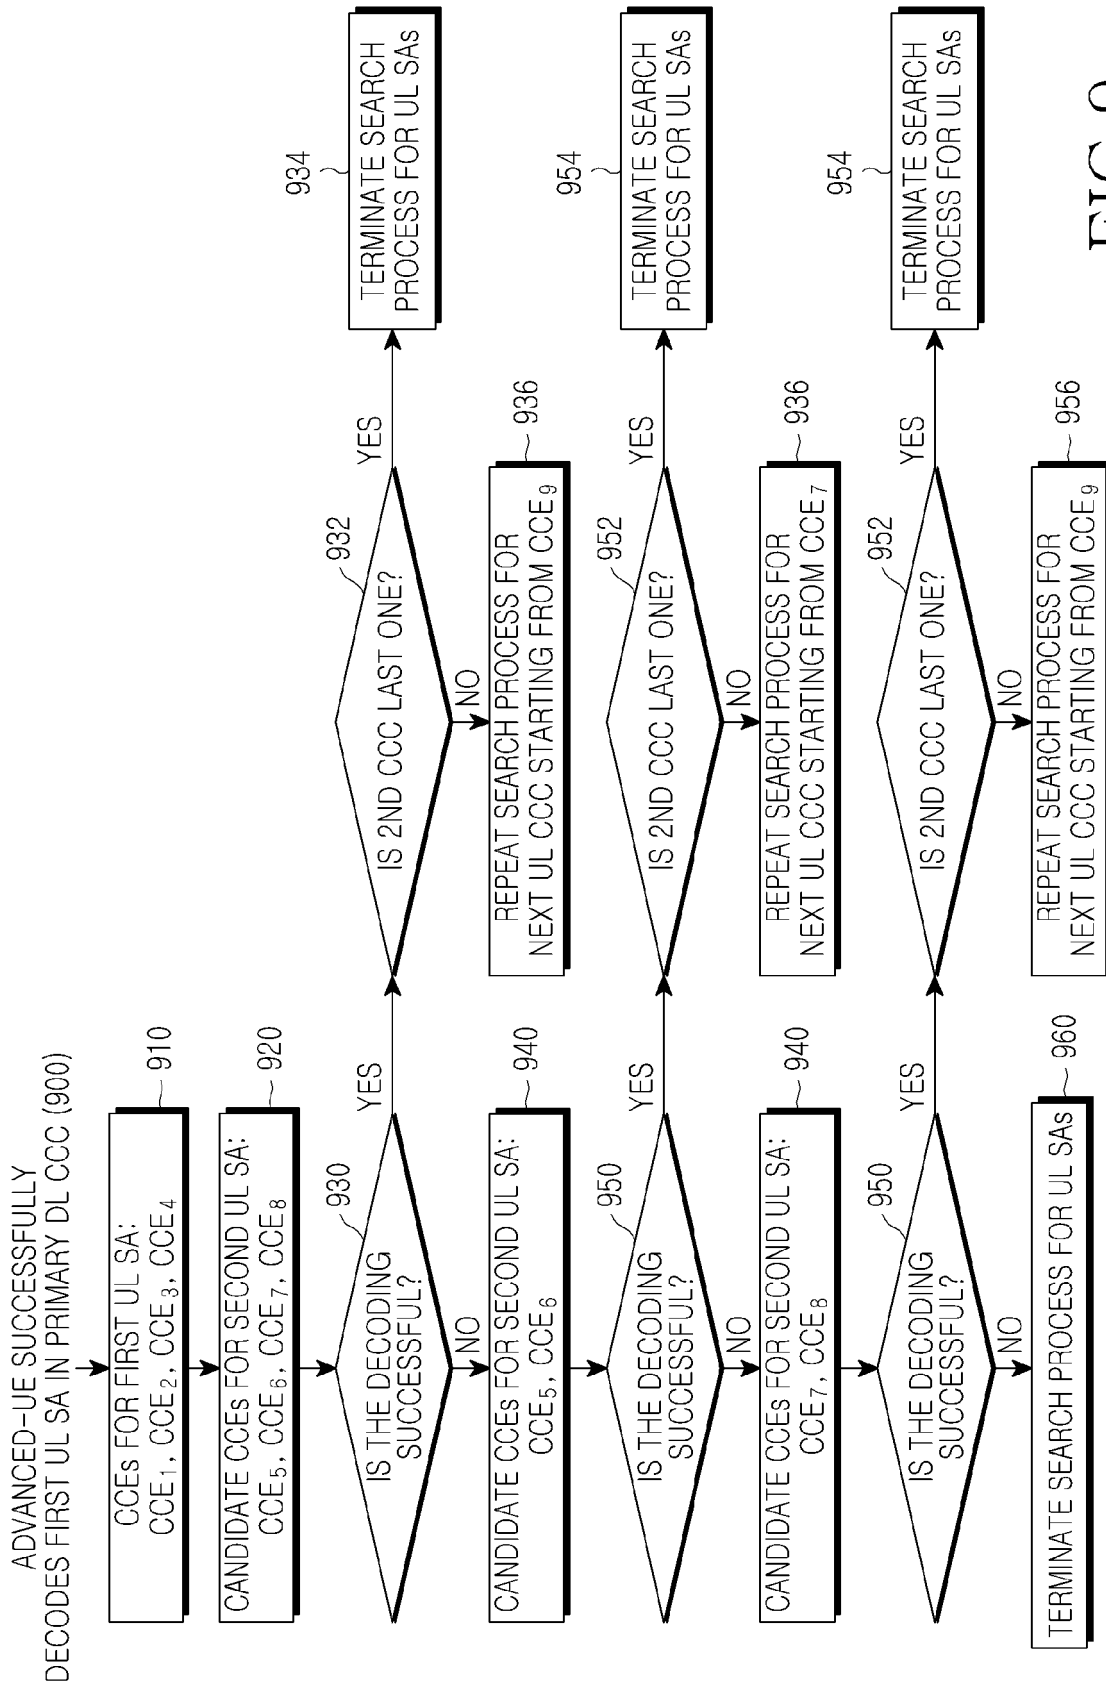 ADVANCED-UE SUCCESSFULLY
DECODES FIRST UL SA IN PRIMARY DL CCC (900)
910
CCEs FOR FIRST UL SA:
CCE₁, CCE₂, CCE₃, CCE₄
920
CANDIDATE CCEs FOR SECOND UL SA:
CCE₅, CCE₆, CCE₇, CCE₈
930
IS THE DECODING
SUCCESSFUL?
YES
NO
932
IS 2ND CCC LAST ONE?
YES
NO
934
TERMINATE SEARCH
PROCESS FOR UL SAs
936
REPEAT SEARCH PROCESS FOR
NEXT UL CCC STARTING FROM CCE₉
940
CANDIDATE CCEs FOR SECOND UL SA:
CCE₅, CCE₆
950
IS THE DECODING
SUCCESSFUL?
YES
NO
952
IS 2ND CCC LAST ONE?
YES
NO
954
TERMINATE SEARCH
PROCESS FOR UL SAs
936
REPEAT SEARCH PROCESS FOR
NEXT UL CCC STARTING FROM CCE₇
940
CANDIDATE CCEs FOR SECOND UL SA:
CCE₇, CCE₈
950
IS THE DECODING
SUCCESSFUL?
YES
NO
952
IS 2ND CCC LAST ONE?
YES
NO
954
TERMINATE SEARCH
PROCESS FOR UL SAs
956
REPEAT SEARCH PROCESS FOR
NEXT UL CCC STARTING FROM CCE₉
960
TERMINATE SEARCH PROCESS FOR UL SAs